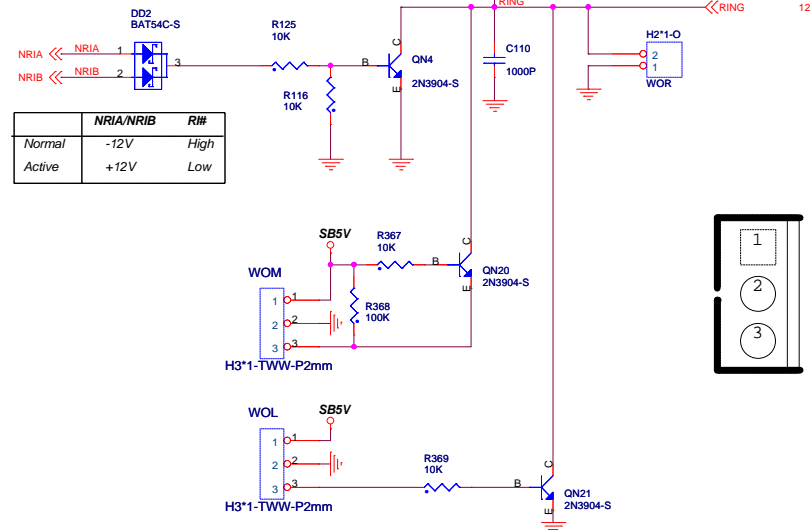 RING
RING
12
DD2
BAT54C-S
R125
10K
H2*1-O
C
NRIA
NRIA
1
NRIB
NRIB
2
3
B
QN4
2N3904-S
C110
1000P
2
1
WOR
R116
10K
E
NRIA/NRIB RI#
Normal -12V High
Active +12V Low
SB5V
R367
10K
C
B
QN20
2N3904-S
E
WOM
1 1
2 2
3 3
R368
100K
H3*1-TWW-P2mm
1
2
3
WOL
SB5V
1 1
2 2
3 3
H3*1-TWW-P2mm
R369
10K
C
B
QN21
2N3904-S
E